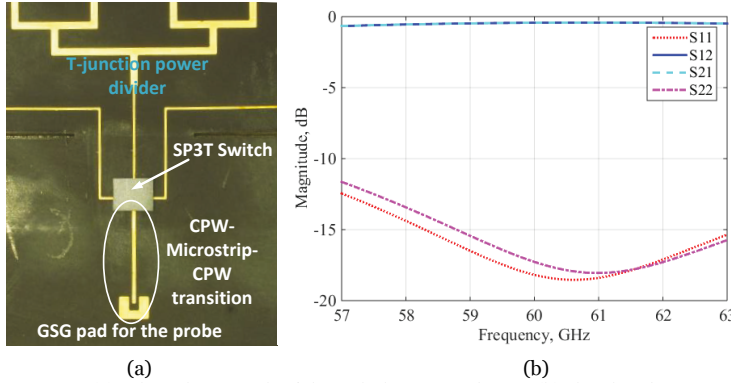 T-junction power
divider
SP3T Switch
CPW-
Microstrip-
CPW
transition
GSG pad for the probe
(a)
0
-5
-10
-15
-20
Magnitude, dB
57
58
59
60
61
62
63
Frequency, GHz
S11
S12
S21
S22
(b)